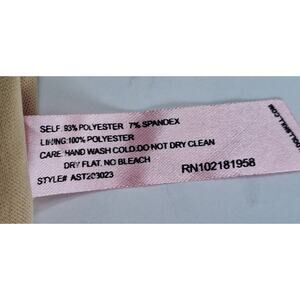 SELF :93% POLYESTER 7% SPANDEX
LINING:100% POLYESTER
CARE:HAND WASH COLD:DO NOT DRY CLEAN
DRY FLAT. NO BLEACH
RN102181958
STYLE# AST203023